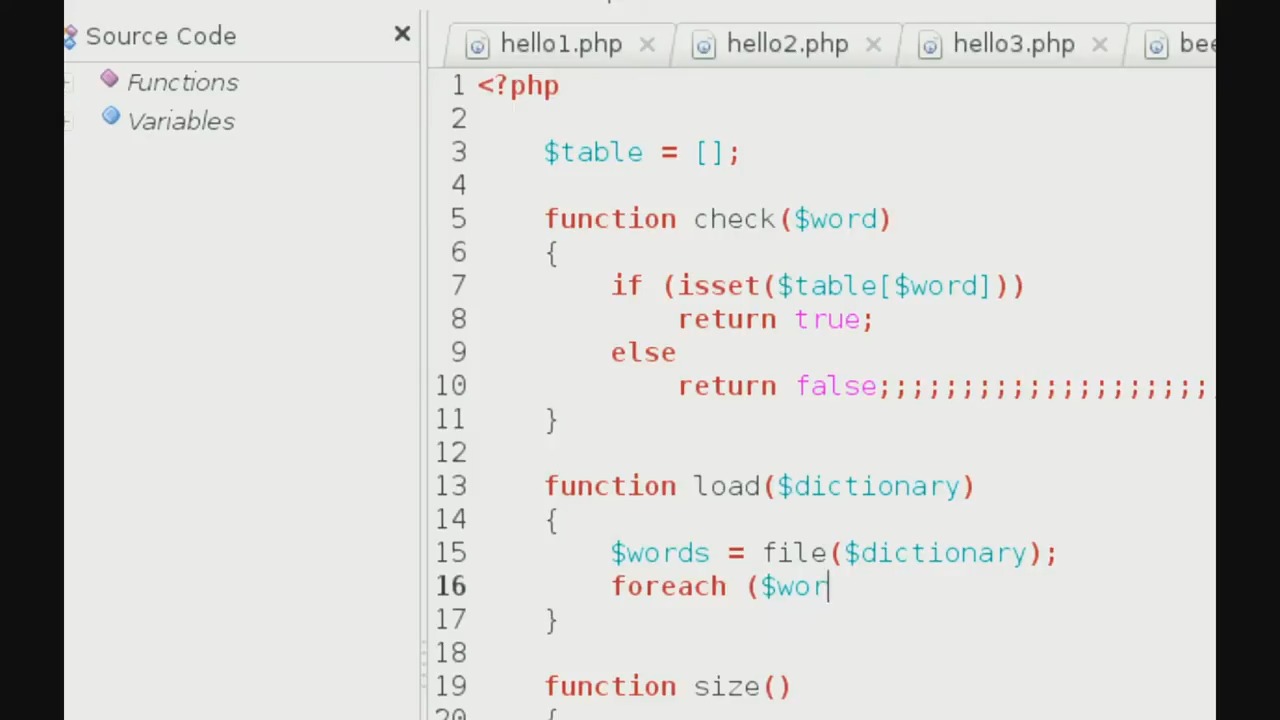 Source Code
hello1.php hello2.php hello3.php bee
Functions
Variables
1 <?php
2
3 $table = [];
4
5 function check($word)
6 {
7 if (isset($table[$word]))
8 return true;
9 else
10 return false;;;;;;;;;;;;;;;;;;;;;
11 }
12
13 function load($dictionary)
14 {
15 $words = file($dictionary);
16 foreach ($wor
17 }
18
19 function size()
20 {